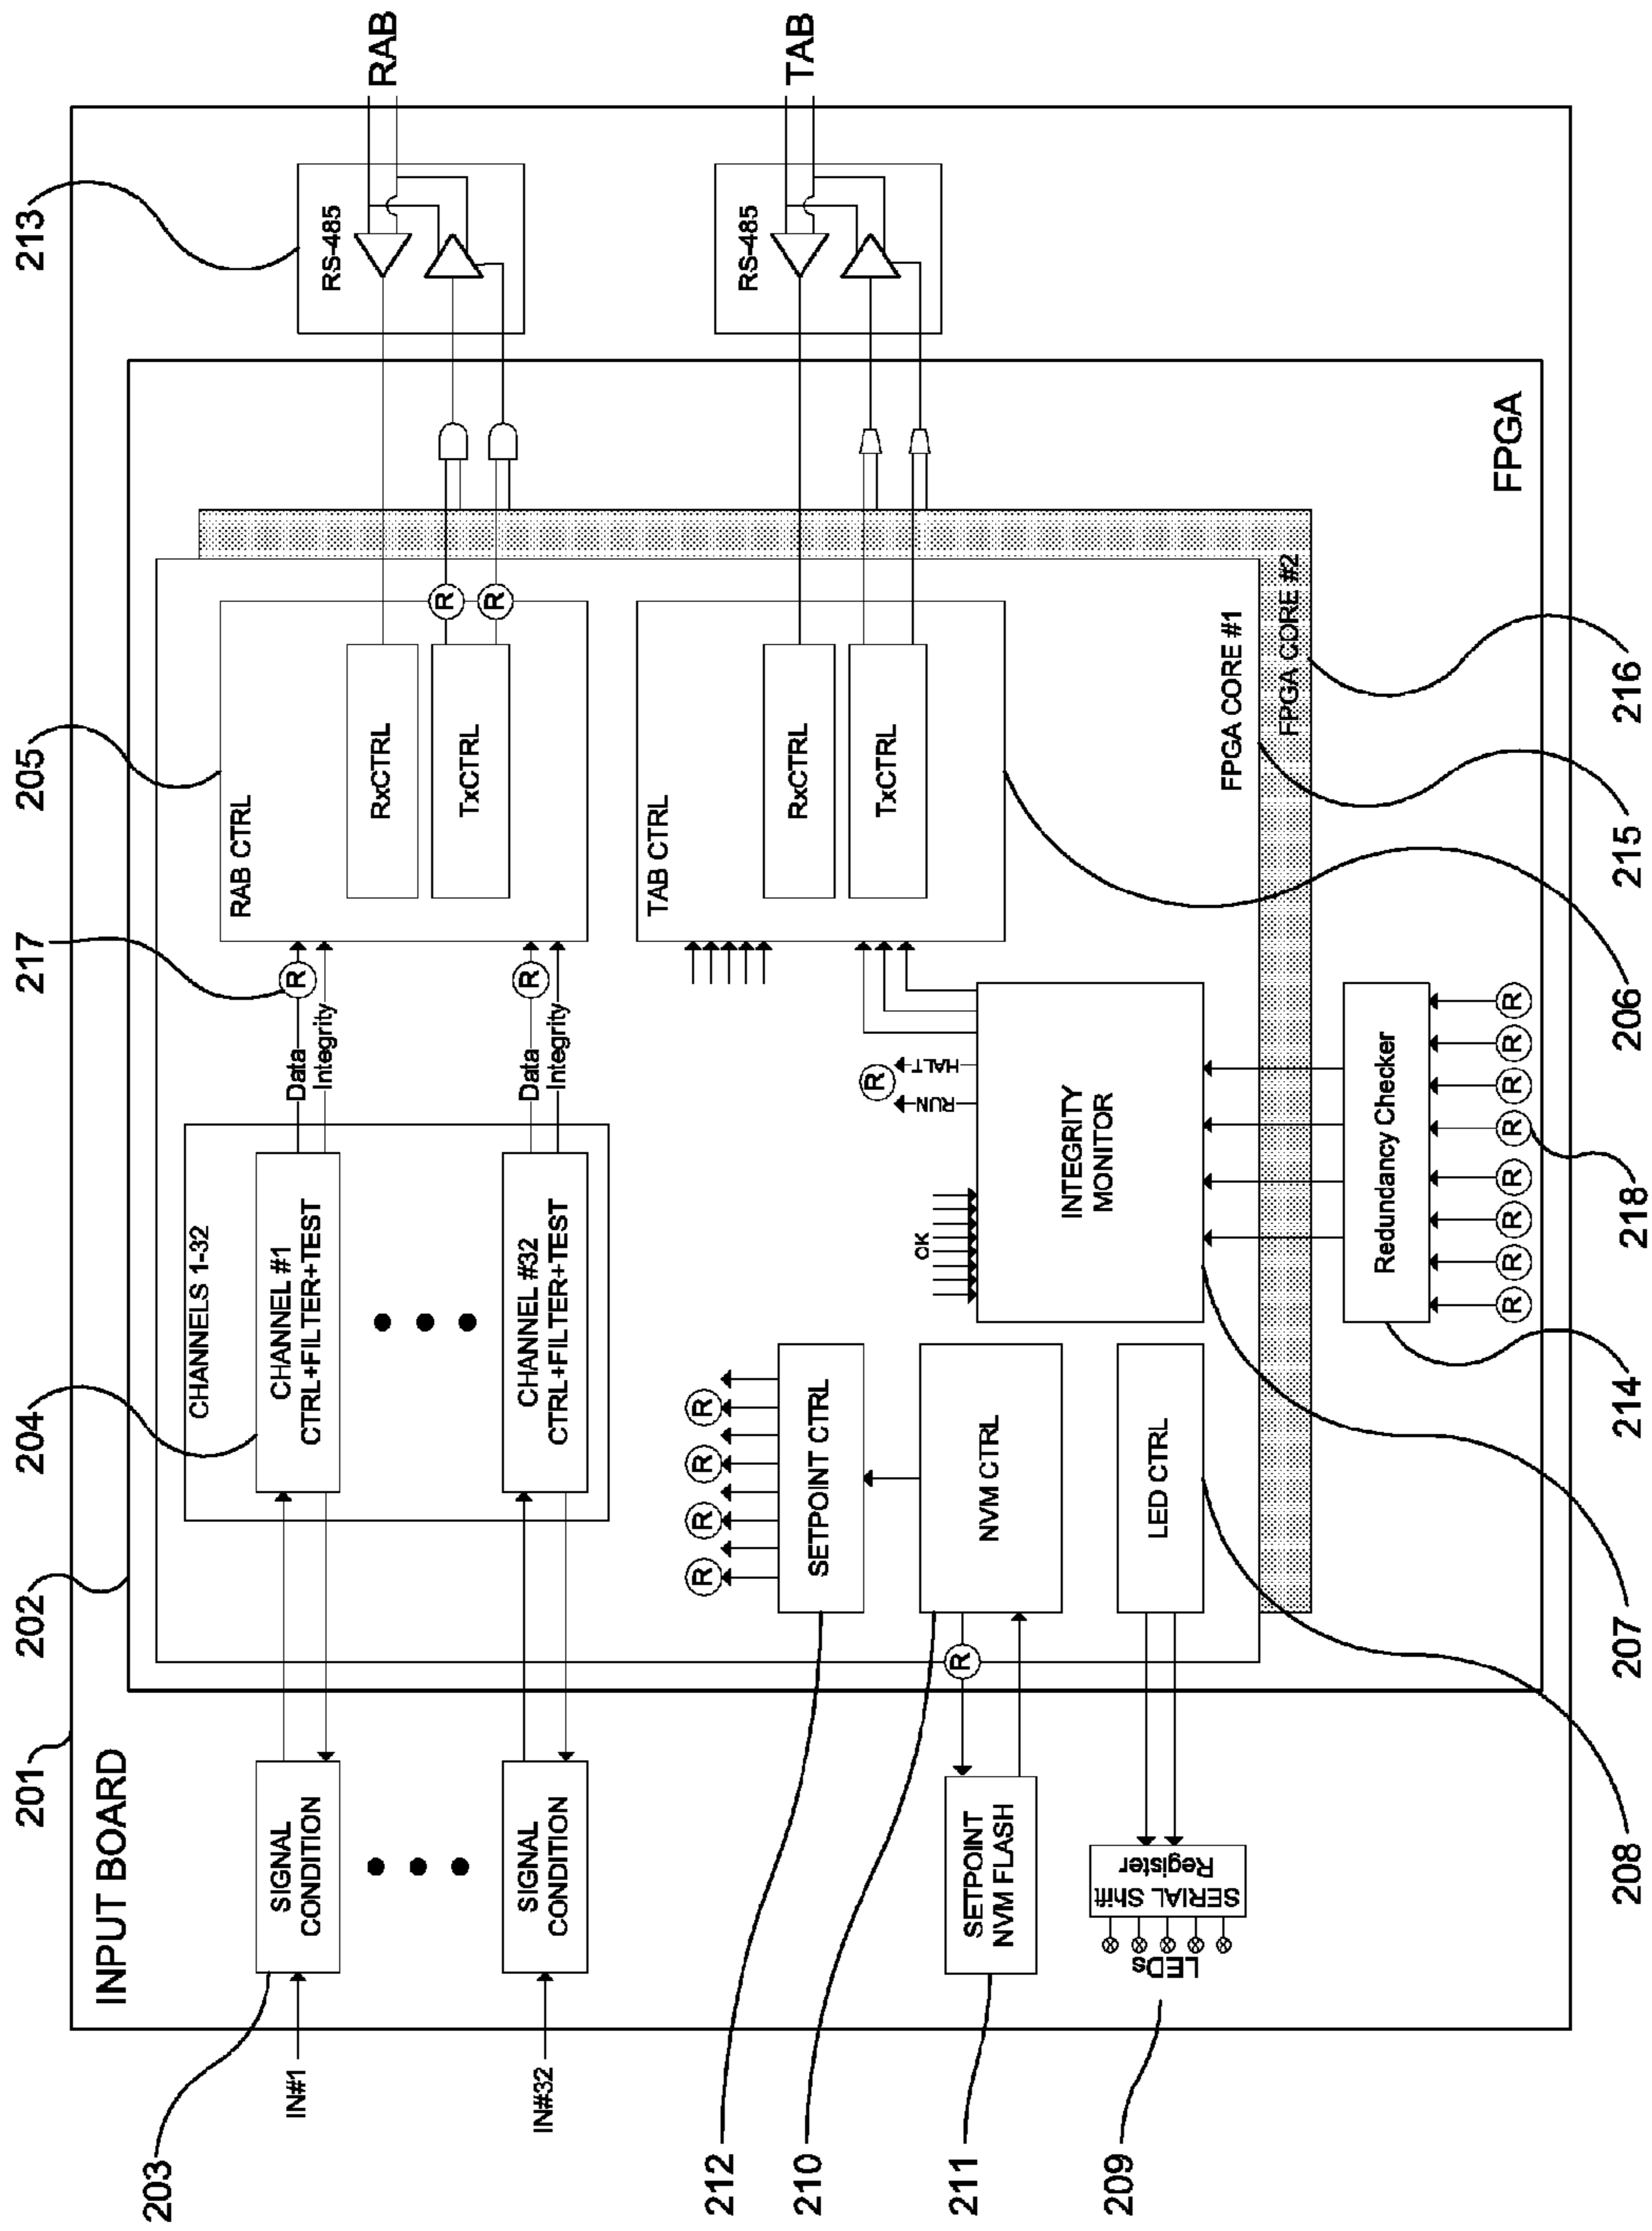 INPUT BOARD
201
202
203
204
205
217
213
IN#1
SIGNAL
CONDITION
CHANNELS 1-32
CHANNEL #1
CTRL+FILTER+TEST
Data
Integrity
R
RAB CTRL
RxCTRL
TxCTRL
R
R
RS-485
RAB
IN#32
SIGNAL
CONDITION
CHANNEL #32
CTRL+FILTER+TEST
Data
Integrity
R
TAB CTRL
RxCTRL
TxCTRL
RS-485
TAB
R
R
R
R
SETPOINT CTRL
NVM CTRL
R
SETPOINT
NVM FLASH
LED CTRL
SERIAL Shift
Register
LEDs
OK
RUN
HALT
R
INTEGRITY
MONITOR
FPGA CORE #1
FPGA CORE #2
FPGA
Redundancy Checker
R
R
R
R
R
R
R
R
212
210
211
209
208
207
214
218
206
215
216